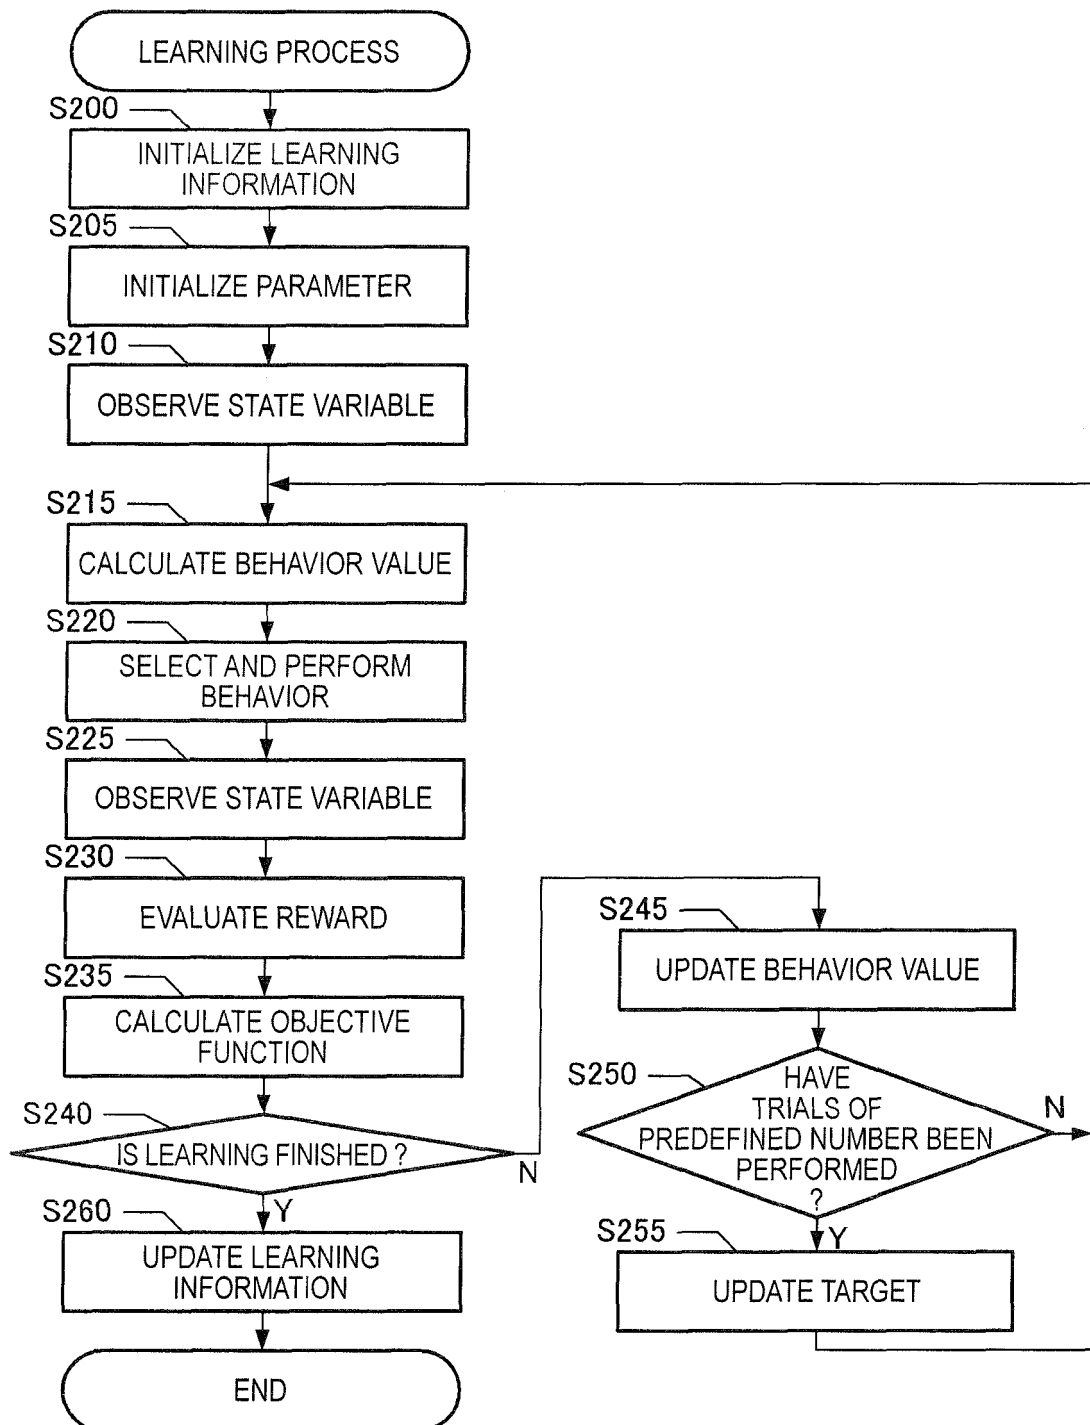 LEARNING PROCESS
S200
INITIALIZE LEARNING
INFORMATION
S205
INITIALIZE PARAMETER
S210
OBSERVE STATE VARIABLE
S215
CALCULATE BEHAVIOR VALUE
S220
SELECT AND PERFORM
BEHAVIOR
S225
OBSERVE STATE VARIABLE
S230
EVALUATE REWARD
S235
CALCULATE OBJECTIVE
FUNCTION
S240
IS LEARNING FINISHED ?
N
Y
S260
UPDATE LEARNING
INFORMATION
END
S245
UPDATE BEHAVIOR VALUE
S250
HAVE
TRIALS OF
PREDEFINED NUMBER BEEN
PERFORMED
?
N
Y
S255
UPDATE TARGET